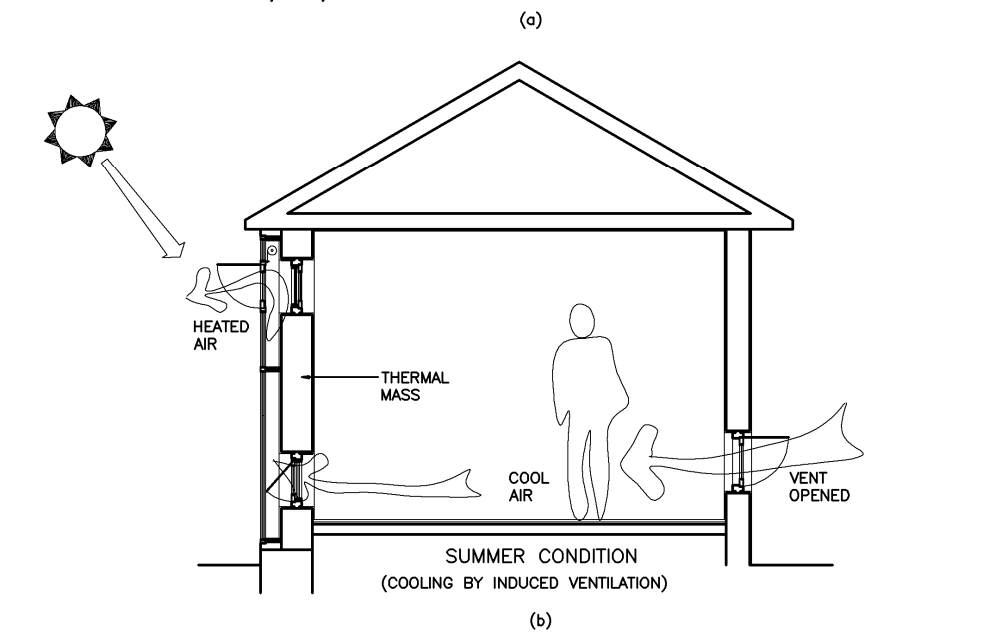 (a)
HEATED
AIR
THERMAL
MASS
COOL
AIR
VENT
OPENED
SUMMER CONDITION
(COOLING BY INDUCED VENTILATION)
(b)